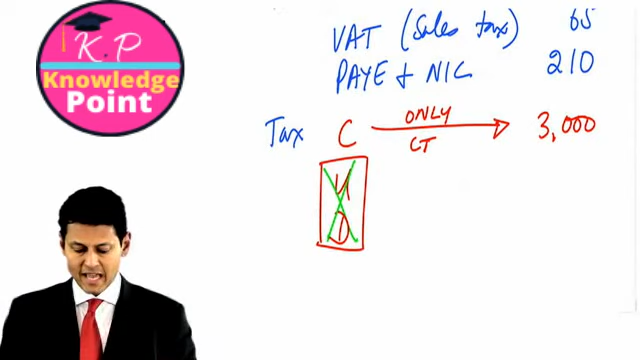 K.P
Knowledge
Point
VAT (Sales tax) 65
PAYE + NIC 210
Tax C ONLY 3,000
CT
U
D